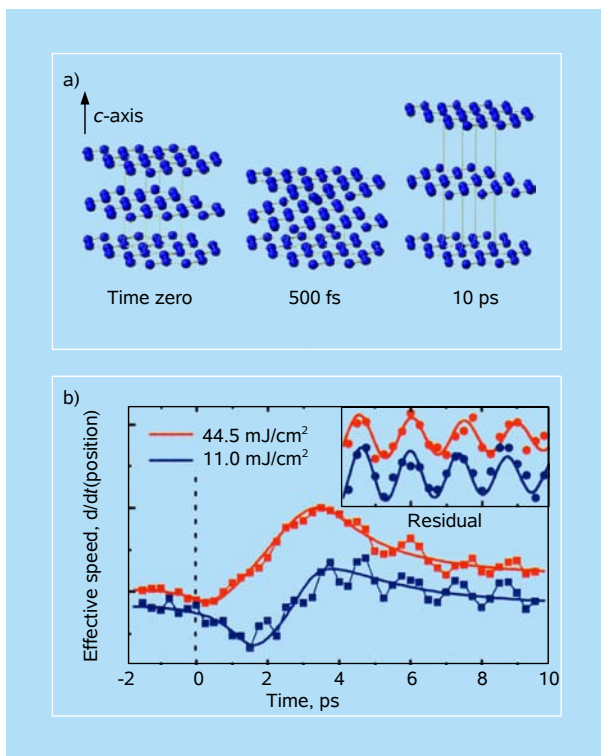 a)
c-axis
Time zero 500 fs 10 ps
b)
Effective speed, d/dt(position)
44.5 mJ/cm²
11.0 mJ/cm²
Residual
-2 0 2 4 6 8 10
Time, ps